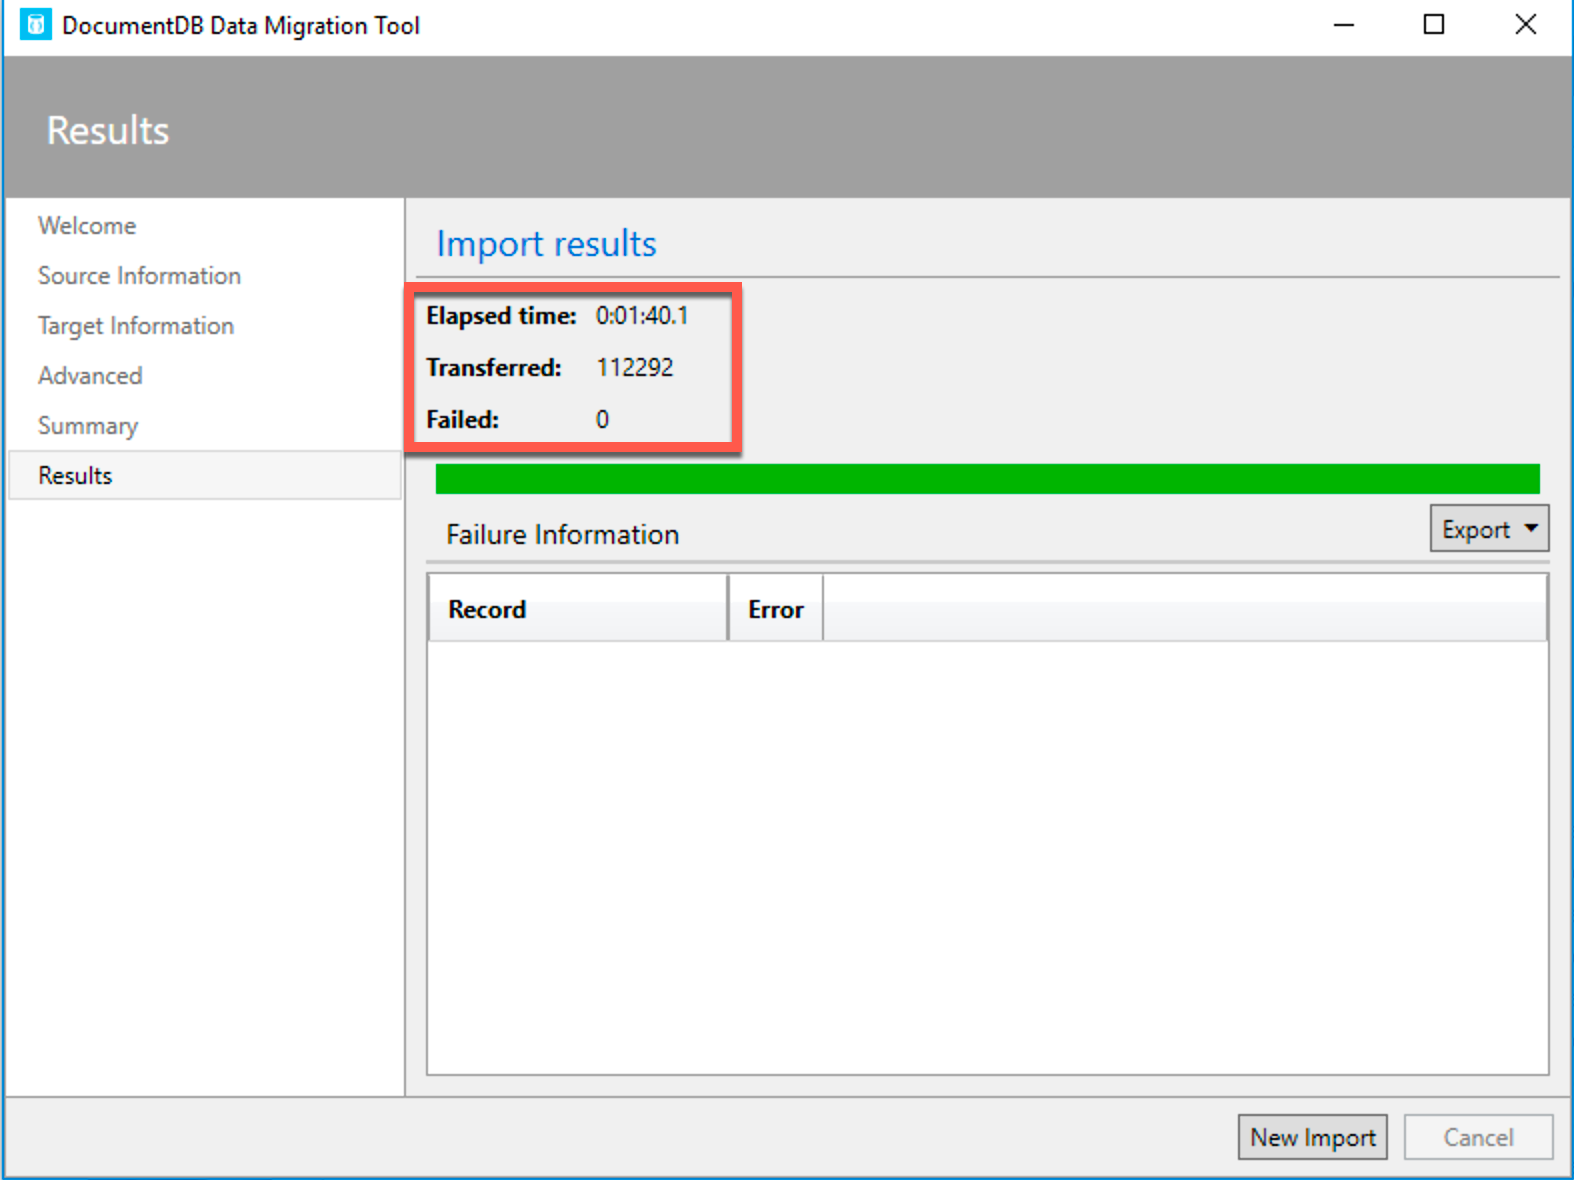 DocumentDB Data Migration Tool
Results
Welcome
Source Information
Target Information
Advanced
Summary
Results
Import results
Elapsed time: 0:01:40.1
Transferred: 112292
Failed: 0
Failure Information
Export
Record Error
New Import Cancel